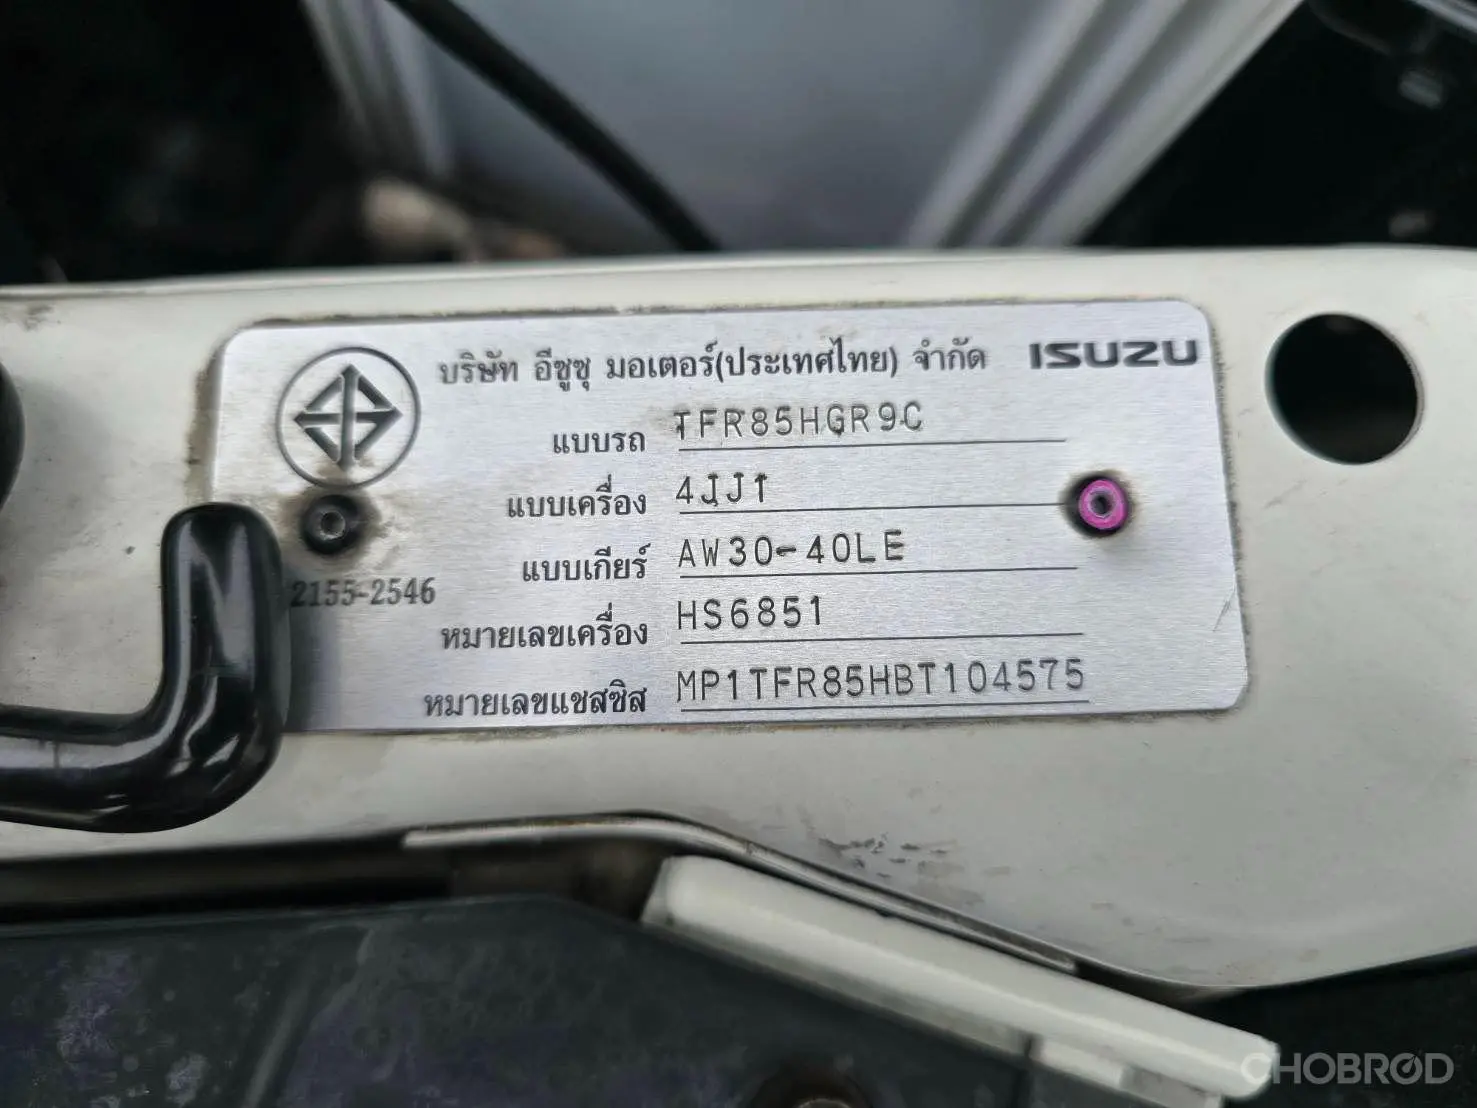 บริษัท อีซูซุ มอเตอร์(ประเทศไทย) จำกัด ISUZU
แบบรถ TFR85HGR9C
แบบเครื่อง 4JJ1
แบบเกียร์ AW30-40LE
2155-2546
หมายเลขเครื่อง HS6851
หมายเลขแชสซิส MP1TFR85HBT104575
CHOBROD